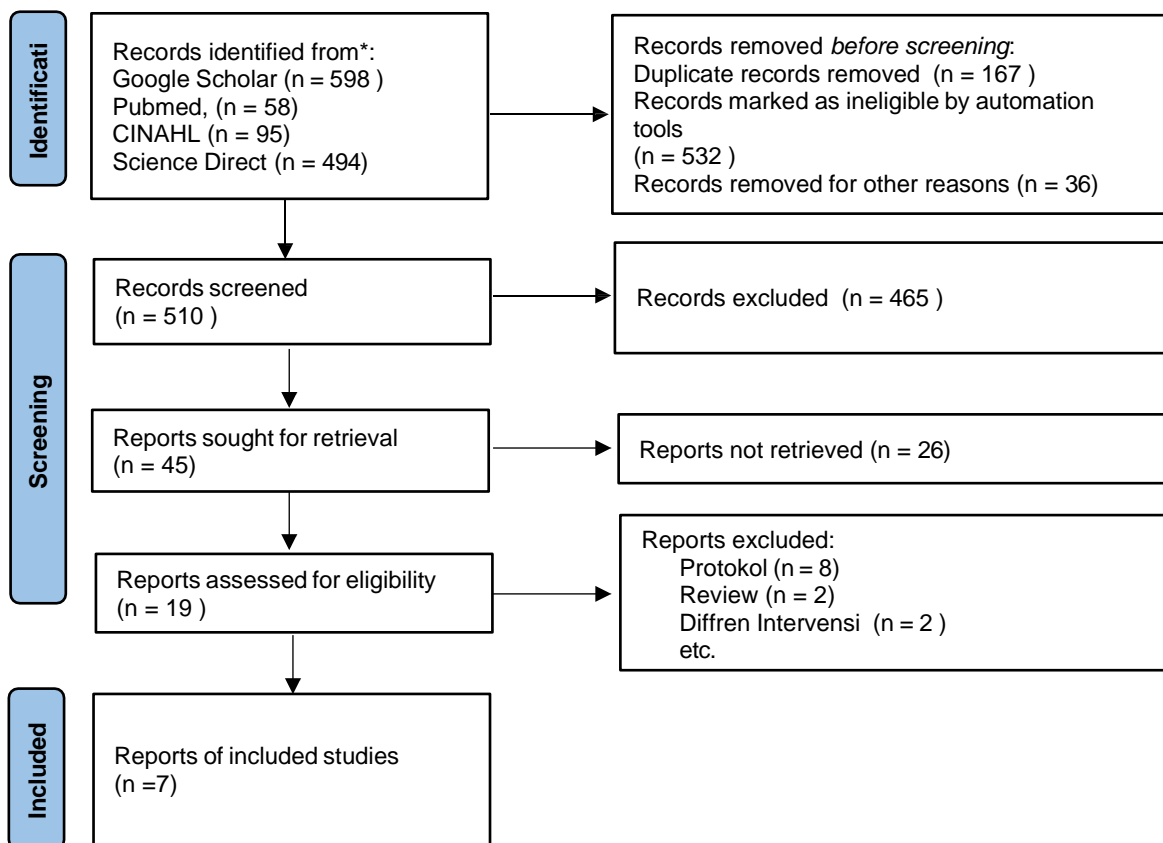 Identificati
Records identified from*:
Google Scholar (n = 598 )
Pubmed, (n = 58)
CINAHL (n = 95)
Science Direct (n = 494)
Records removed before screening:
Duplicate records removed (n = 167 )
Records marked as ineligible by automation
tools
(n = 532 )
Records removed for other reasons (n = 36)
Screening
Records screened
(n = 510 )
Records excluded (n = 465 )
Reports sought for retrieval
(n = 45)
Reports not retrieved (n = 26)
Reports assessed for eligibility
(n = 19 )
Reports excluded:
Protokol (n = 8)
Review (n = 2)
Diffren Intervensi (n = 2 )
etc.
Included
Reports of included studies
(n =7)